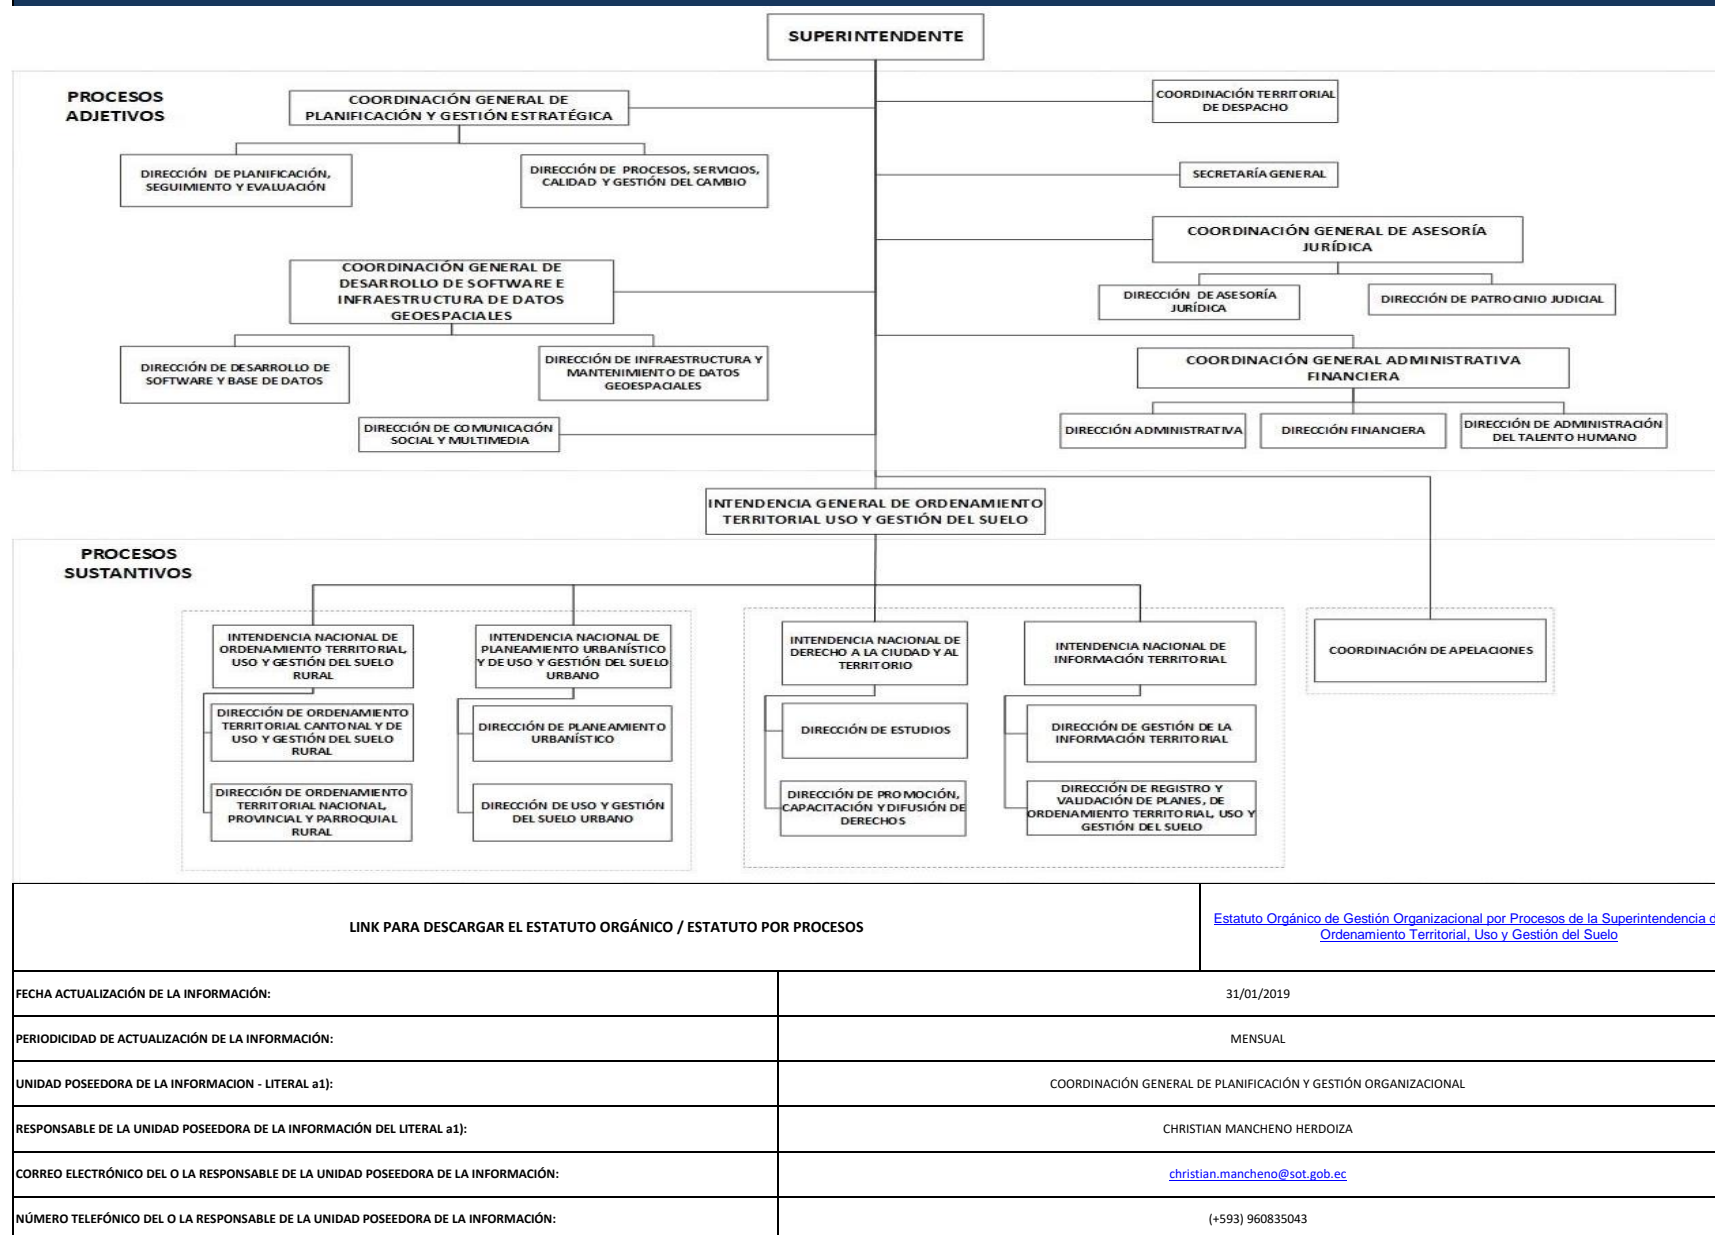 SUPERINTENDENTE
PROCESOS
ADJETIVOS
COORDINACIÓN GENERAL DE
PLANIFICACIÓN Y GESTIÓN ESTRATÉGICA
COORDINACIÓN TERRITORIAL
DE DESPACHO
DIRECCIÓN DE PLANIFICACIÓN,
SEGUIMIENTO Y EVALUACIÓN
DIRECCIÓN DE PROCESOS, SERVICIOS,
CALIDAD Y GESTIÓN DEL CAMBIO
SECRETARÍA GENERAL
COORDINACIÓN GENERAL DE ASESORÍA
JURÍDICA
COORDINACIÓN GENERAL DE
DESARROLLO DE SOFTWARE E
INFRAESTRUCTURA DE DATOS
GEOESPACIALES
DIRECCIÓN DE ASESORÍA
JURÍDICA
DIRECCIÓN DE PATROCINIO JUDICIAL
DIRECCIÓN DE DESARROLLO DE
SOFTWARE Y BASE DE DATOS
DIRECCIÓN DE INFRAESTRUCTURA Y
MANTENIMIENTO DE DATOS
GEOESPACIALES
COORDINACIÓN GENERAL ADMINISTRATIVA
FINANCIERA
DIRECCIÓN DE COMUNICACIÓN
SOCIAL Y MULTIMEDIA
DIRECCIÓN ADMINISTRATIVA
DIRECCIÓN FINANCIERA
DIRECCIÓN DE ADMINISTRACIÓN
DEL TALENTO HUMANO
INTENDENCIA GENERAL DE ORDENAMIENTO
TERRITORIAL USO Y GESTIÓN DEL SUELO
PROCESOS
SUSTANTIVOS
INTENDENCIA NACIONAL DE
ORDENAMIENTO TERRITORIAL,
USO Y GESTIÓN DEL SUELO
RURAL
INTENDENCIA NACIONAL DE
PLANEAMIENTO URBANÍSTICO
Y DE USO Y GESTIÓN DEL SUELO
URBANO
INTENDENCIA NACIONAL DE
DERECHO A LA CIUDAD Y AL
TERRITORIO
INTENDENCIA NACIONAL DE
INFORMACIÓN TERRITORIAL
COORDINACIÓN DE APELACIONES
DIRECCIÓN DE ORDENAMIENTO
TERRITORIAL CANTONAL Y DE
USO Y GESTIÓN DEL SUELO
RURAL
DIRECCIÓN DE PLANEAMIENTO
URBANÍSTICO
DIRECCIÓN DE ESTUDIOS
DIRECCIÓN DE GESTIÓN DE LA
INFORMACIÓN TERRITORIAL
DIRECCIÓN DE ORDENAMIENTO
TERRITORIAL NACIONAL,
PROVINCIAL Y PARROQUIAL
RURAL
DIRECCIÓN DE USO Y GESTIÓN
DEL SUELO URBANO
DIRECCIÓN DE PROMOCIÓN,
CAPACITACIÓN Y DIFUSIÓN DE
DERECHOS
DIRECCIÓN DE REGISTRO Y
VALIDACIÓN DE PLANES, DE
ORDENAMIENTO TERRITORIAL, USO Y
GESTIÓN DEL SUELO
LINK PARA DESCARGAR EL ESTATUTO ORGÁNICO / ESTATUTO POR PROCESOS
Estatuto Orgánico de Gestión Organizacional por Procesos de la Superintendencia d
Ordenamiento Territorial, Uso y Gestión del Suelo
FECHA ACTUALIZACIÓN DE LA INFORMACIÓN:
31/01/2019
PERIODICIDAD DE ACTUALIZACIÓN DE LA INFORMACIÓN:
MENSUAL
UNIDAD POSEEDORA DE LA INFORMACION - LITERAL a1):
COORDINACIÓN GENERAL DE PLANIFICACIÓN Y GESTIÓN ORGANIZACIONAL
RESPONSABLE DE LA UNIDAD POSEEDORA DE LA INFORMACIÓN DEL LITERAL a1):
CHRISTIAN MANCHENO HERDOIZA
CORREO ELECTRÓNICO DEL O LA RESPONSABLE DE LA UNIDAD POSEEDORA DE LA INFORMACIÓN:
christian.mancheno@sot.gob.ec
NÚMERO TELEFÓNICO DEL O LA RESPONSABLE DE LA UNIDAD POSEEDORA DE LA INFORMACIÓN:
(+593) 960835043